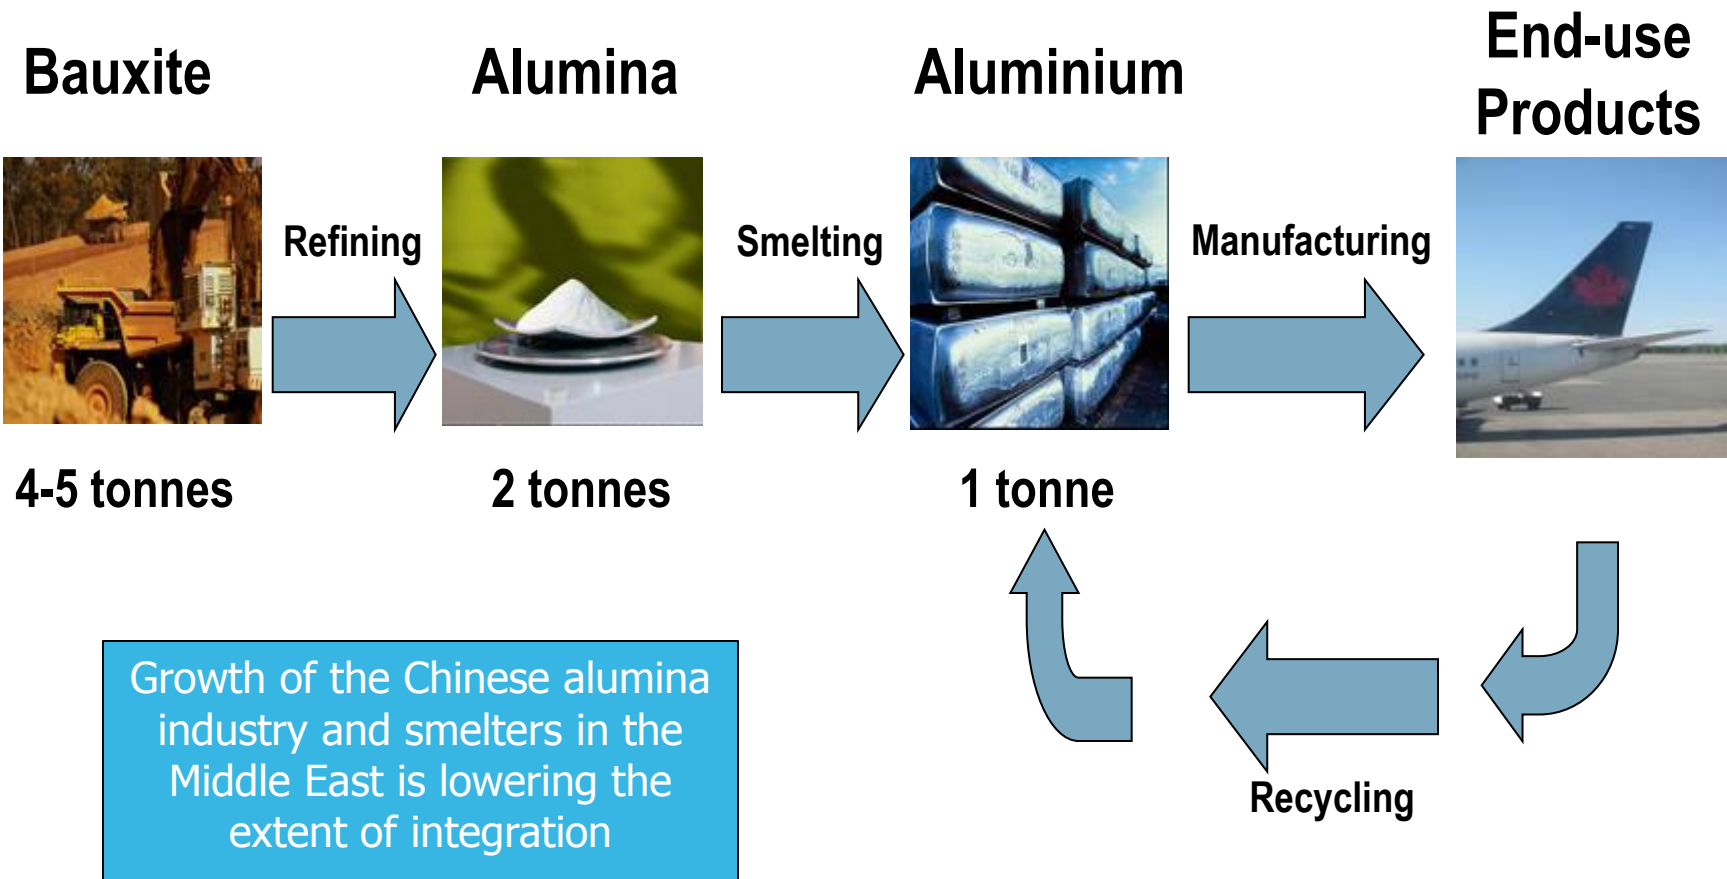 Bauxite
Alumina
Aluminium
End-use
Products
Refining
Smelting
Manufacturing
4-5 tonnes
2 tonnes
1 tonne
Growth of the Chinese alumina
industry and smelters in the
Middle East is lowering the
extent of integration
Recycling